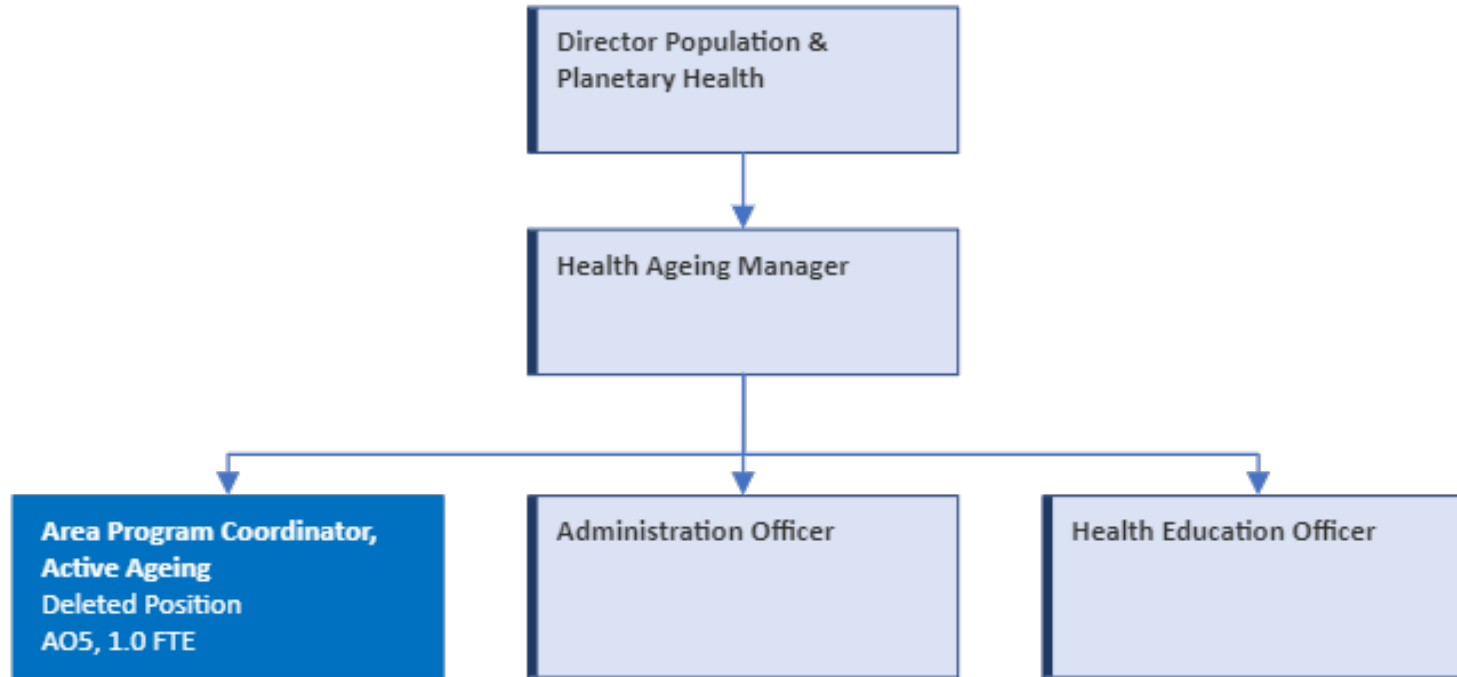 Director Population &
Planetary Health
Health Ageing Manager
Area Program Coordinator,
Active Ageing
Deleted Position
AO5, 1.0 FTE
Administration Officer
Health Education Officer